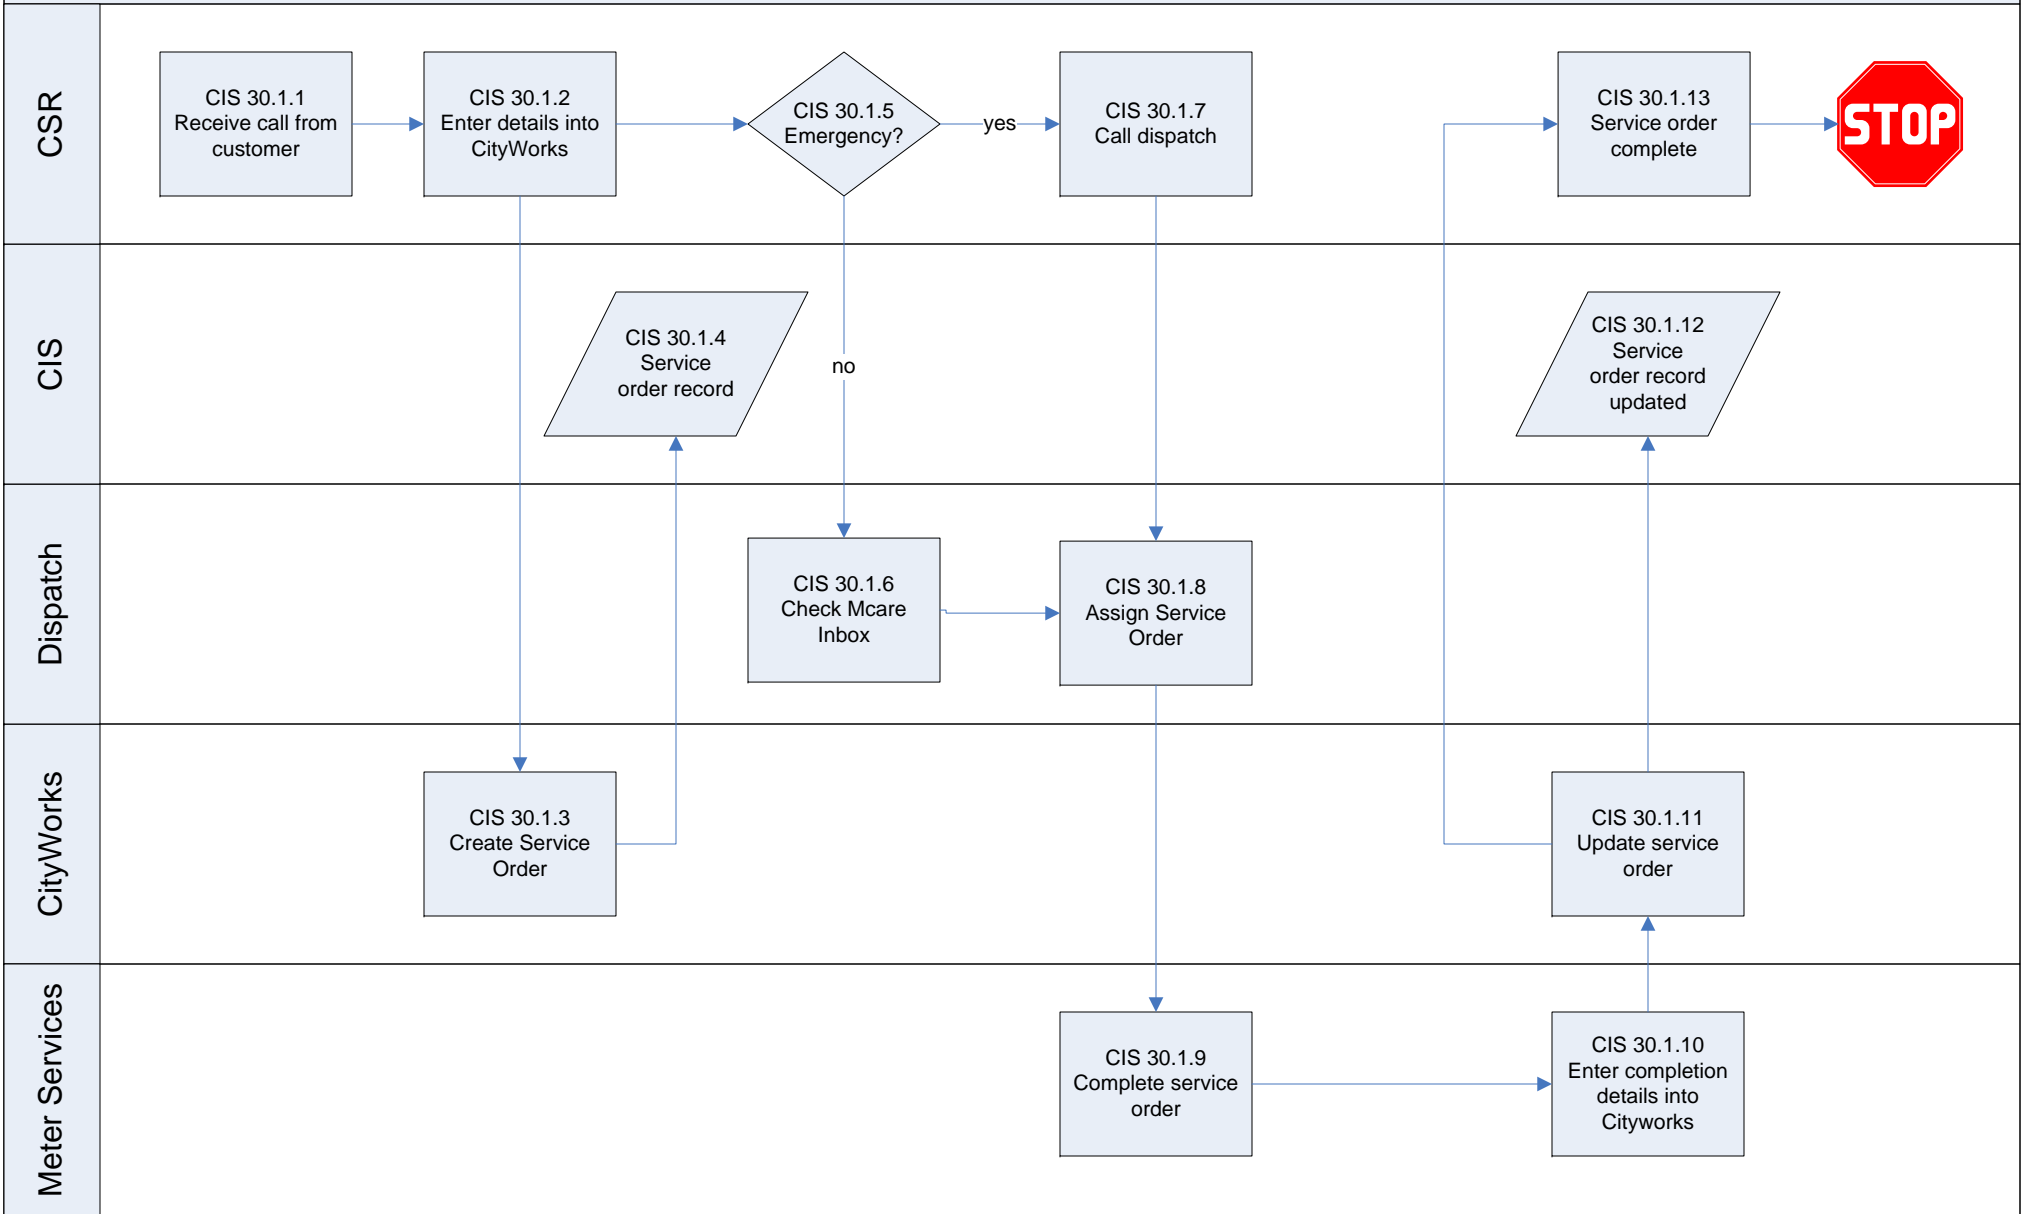 CSR
CIS 30.1.1
Receive call from
customer
CIS 30.1.2
Enter details into
CityWorks
CIS 30.1.5
Emergency?
yes
CIS 30.1.7
Call dispatch
CIS 30.1.13
Service order
complete
STOP
CIS
CIS 30.1.4
Service
order record
no
CIS 30.1.12
Service
order record
updated
Dispatch
CIS 30.1.6
Check Mcare
Inbox
CIS 30.1.8
Assign Service
Order
CityWorks
CIS 30.1.3
Create Service
Order
CIS 30.1.11
Update service
order
Meter Services
CIS 30.1.9
Complete service
order
CIS 30.1.10
Enter completion
details into
Cityworks